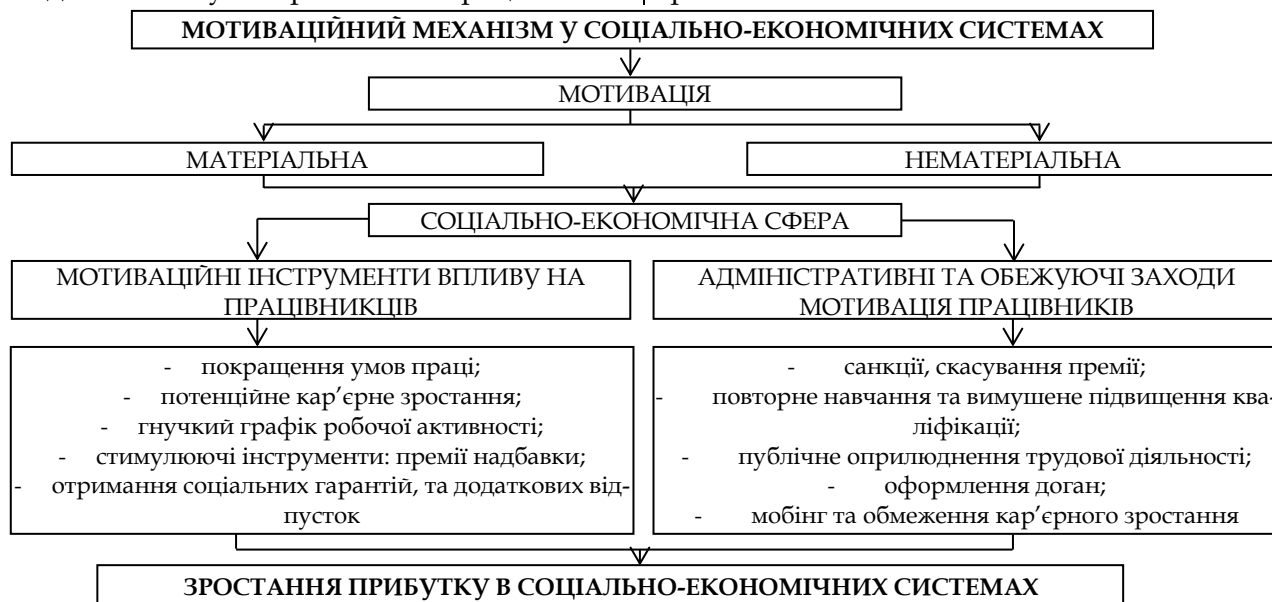 МОТИВАЦІЙНИЙ МЕХАНІЗМ У СОЦІАЛЬНО-ЕКОНОМІЧНИХ СИСТЕМАХ
МОТИВАЦІЯ
МАТЕРІАЛЬНА
НЕМАТЕРІАЛЬНА
СОЦІАЛЬНО-ЕКОНОМІЧНА СФЕРА
МОТИВАЦІЙНІ ІНСТРУМЕНТИ ВПЛИВУ НА
ПРАЦІВНИКЦІВ
АДМІНІСТРАТИВНІ ТА ОБЕЖУЮЧІ ЗАХОДИ
МОТИВАЦІЯ ПРАЦІВНИКІВ
- покращення умов праці;
- потенційне кар’єрне зростання;
- гнучкий графік робочої активності;
- стимулюючі інструменти: премії надбавки;
- отримання соціальних гарантій, та додаткових від-
пусток
- санкції, скасування премії;
- повторне навчання та вимушене підвищення ква-
ліфікації;
- публічне оприлюднення трудової діяльності;
- оформлення доган;
- мобінг та обмеження кар’єрного зростання
ЗРОСТАННЯ ПРИБУТКУ В СОЦІАЛЬНО-ЕКОНОМІЧНИХ СИСТЕМАХ